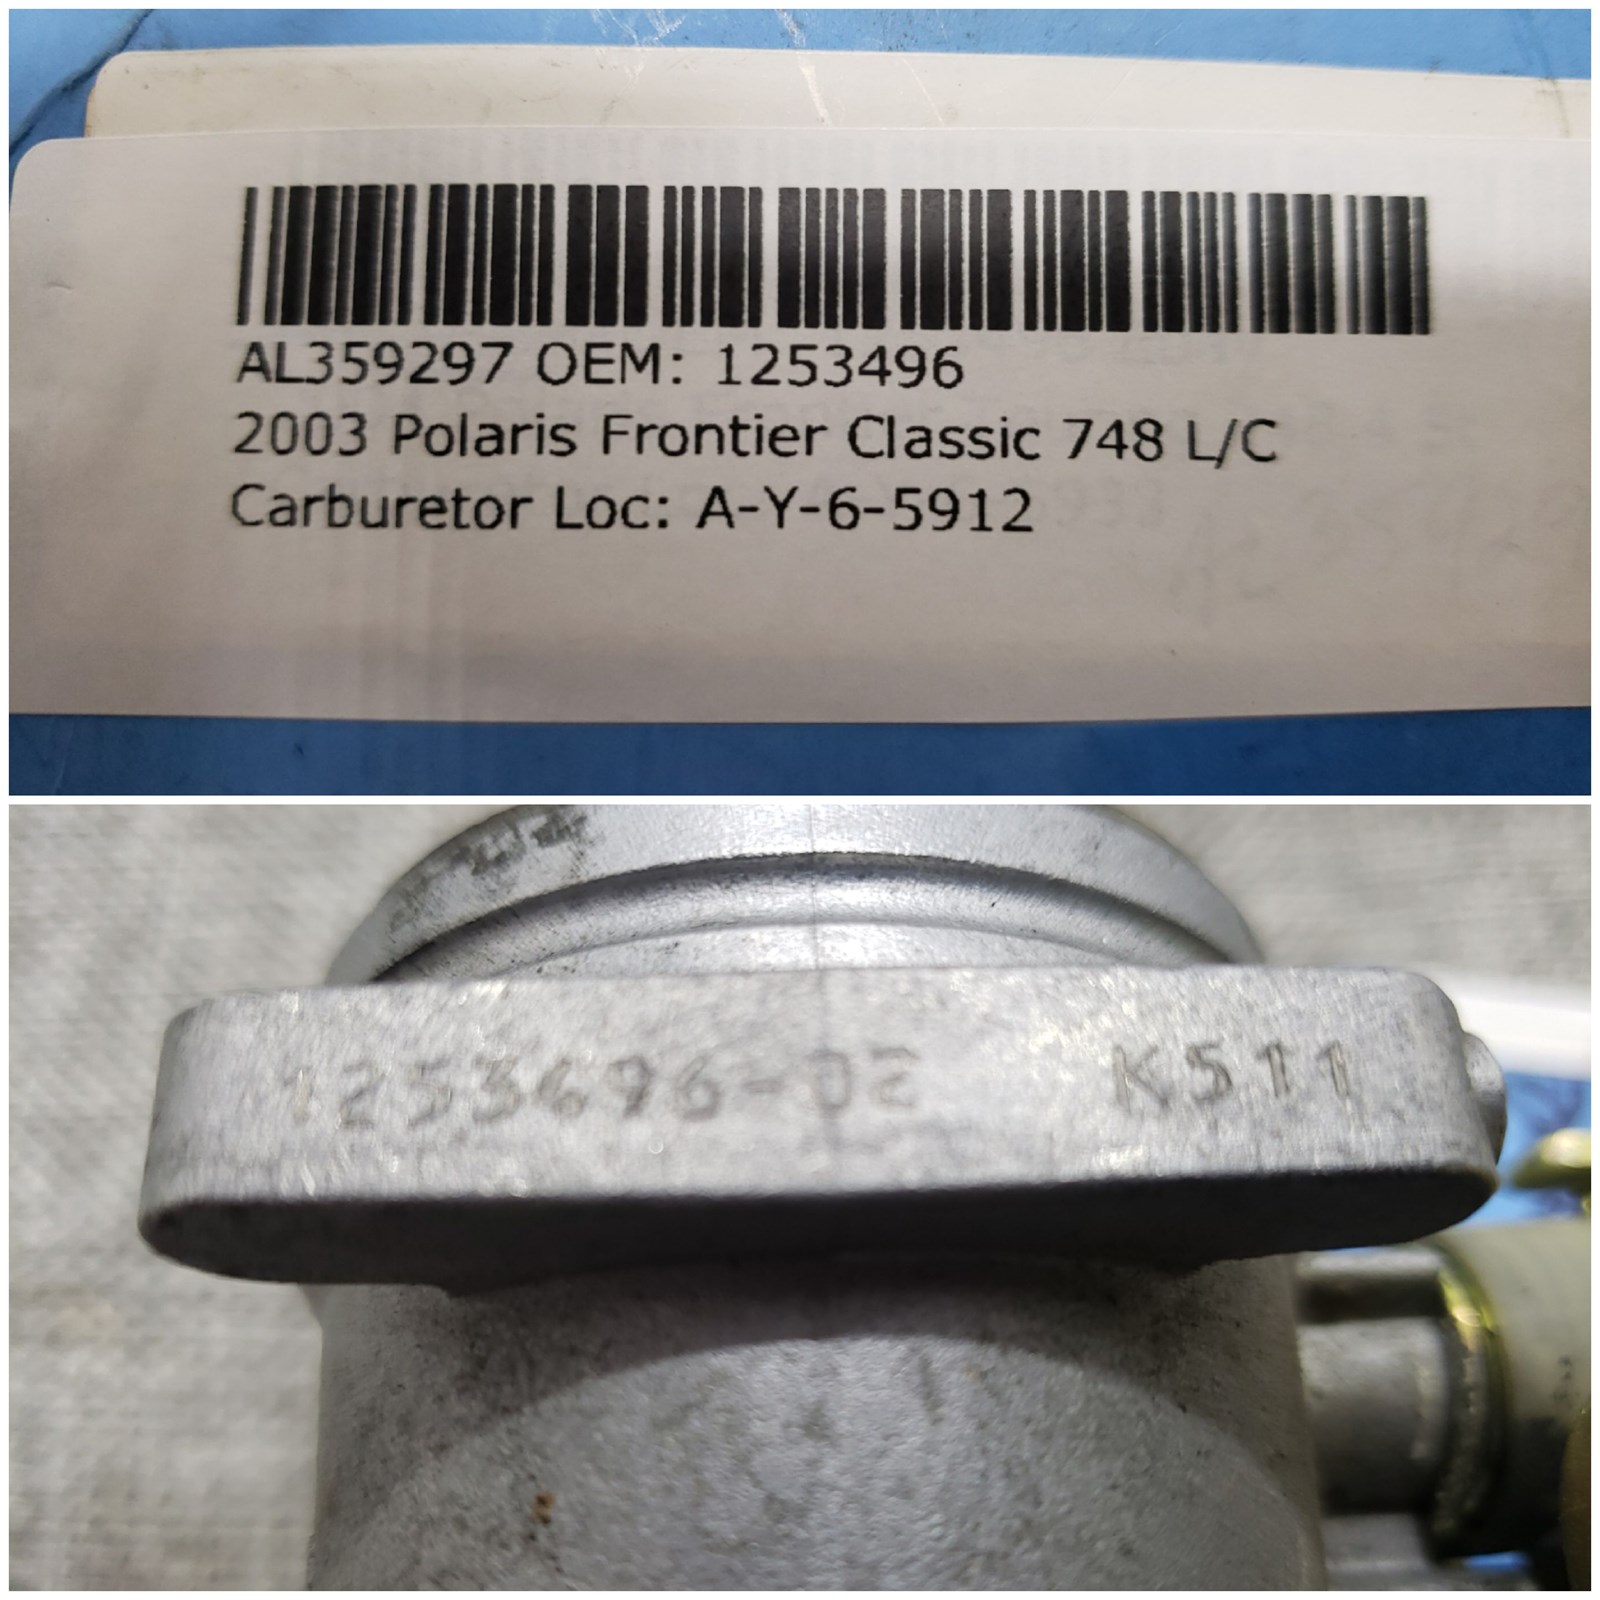 AL359297 OEM: 1253496
2003 Polaris Frontier Classic 748 L/C
Carburetor Loc: A-Y-6-5912
1253496-02 K511